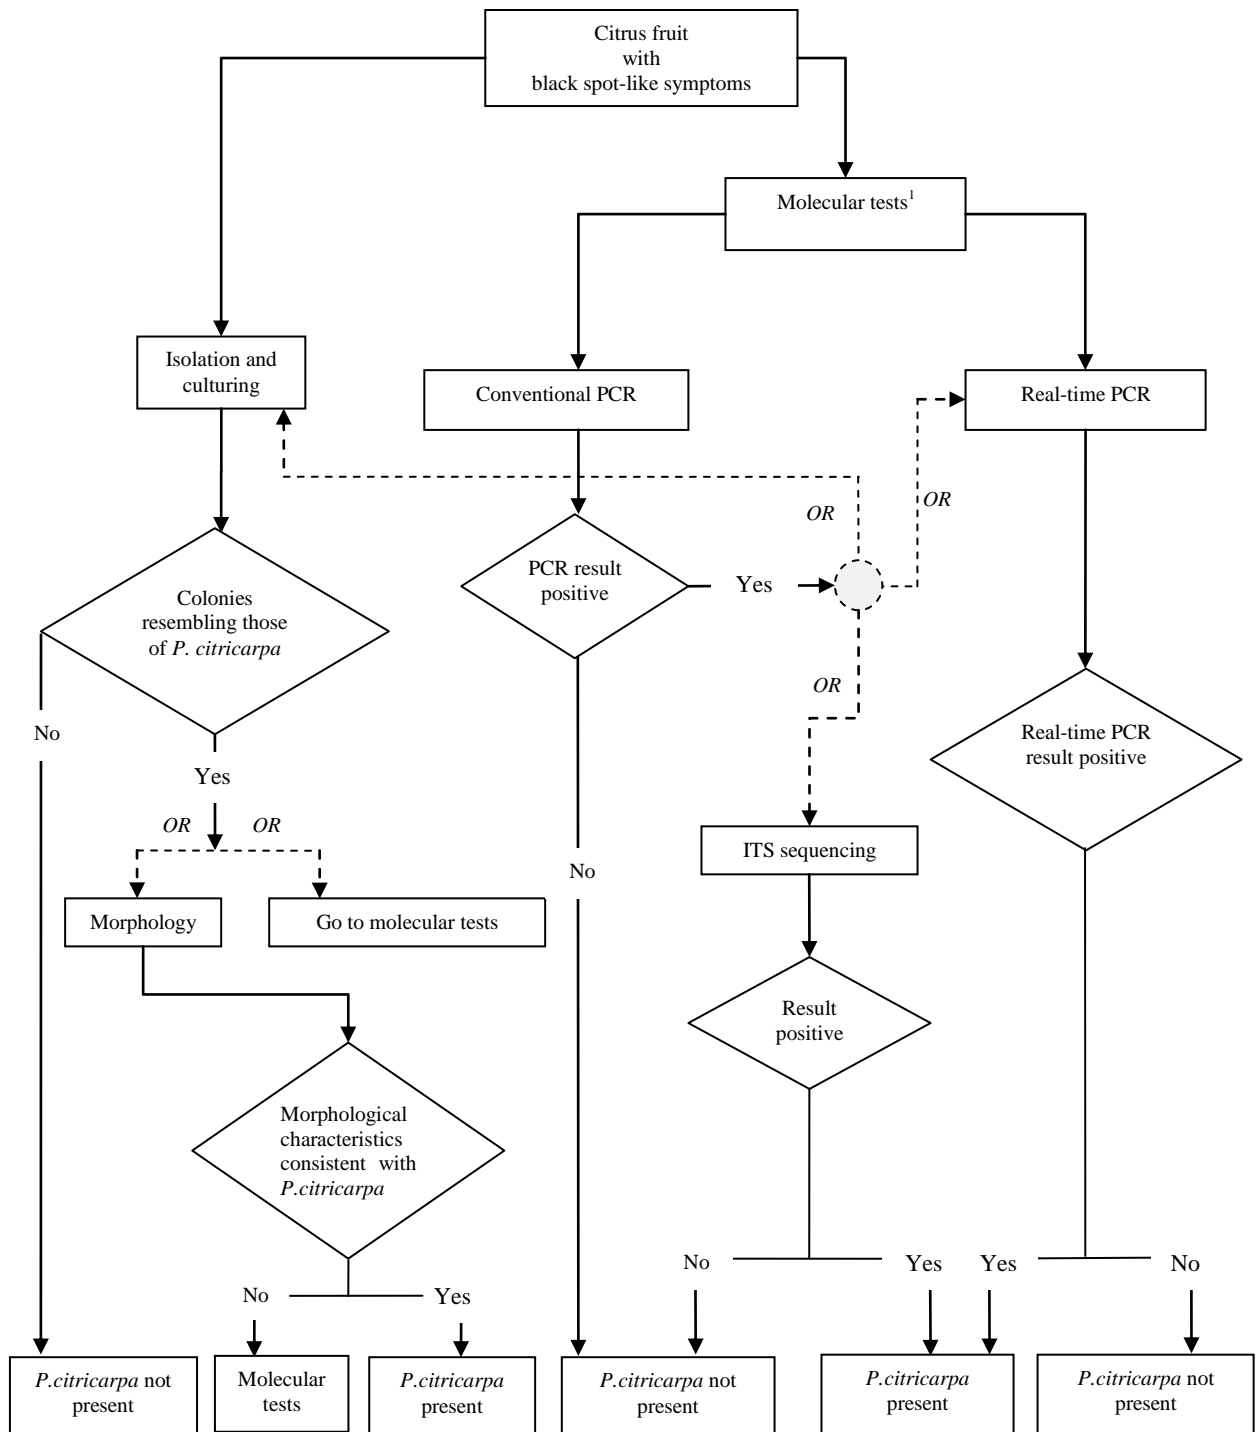 Citrus fruit
with
black spot-like symptoms
Molecular tests1
Isolation and
culturing
Conventional PCR
Real-time PCR
OR
OR
Colonies
resembling those
of P. citricarpa
PCR result
positive
Yes
OR
No
Real-time PCR
result positive
Yes
OR
OR
ITS sequencing
No
Morphology
Go to molecular tests
Result
positive
Morphological
characteristics
consistent with
P.citricarpa
No
Yes
Yes
No
No
Yes
P.citricarpa not
present
Molecular
tests
P.citricarpa
present
P.citricarpa not
present
P.citricarpa
present
P.citricarpa not
present